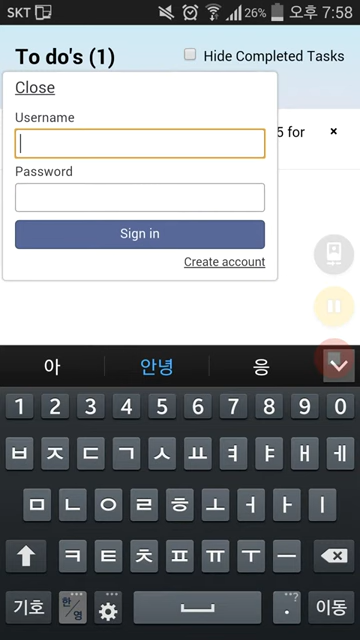 SKT 26% 오후 7:58
To do's (1) Hide Completed Tasks
Close
5 for ×
Username
Password
Sign in
Create account
아 안녕 응
1 2 3 4 5 6 7 8 9 0
ㅂ ㅈ ㄷ ㄱ ㅅ ㅛ ㅕ ㅑ ㅐ ㅔ
ㅁ ㄴ ㅇ ㄹ ㅎ ㅗ ㅓ ㅏ ㅣ
ㅋ ㅌ ㅊ ㅍ ㅠ ㅜ ㅡ
기호 한/영 . ? 이동